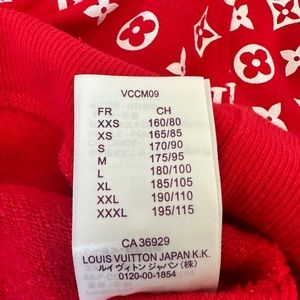 VCCM09
FR CH
XXS 160/80
XS 165/85
S 170/90
M 175/95
L 180/100
XL 185/105
XXL 190/110
XXXL 195/115
CA 36929
LOUIS VUITTON JAPAN K.K.
ルイ ヴィトン ジャパン (株)
0120-00-1854